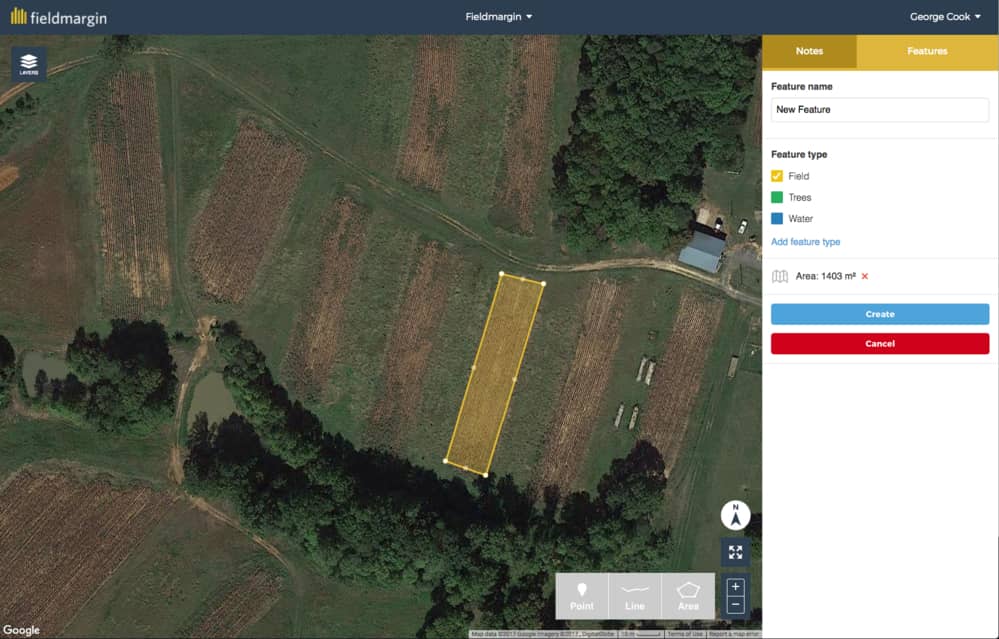 fieldmargin
Fieldmargin
George Cook
LAYERS
Notes
Features
Feature name
New Feature
Feature type
Field
Trees
Water
Add feature type
Area: 1403 m²
Create
Cancel
N
Point
Line
Area
+
−
Google
Map data ©2017 Google Imagery ©2017 , DigitalGlobe
10 m
Terms of Use
Report a map error